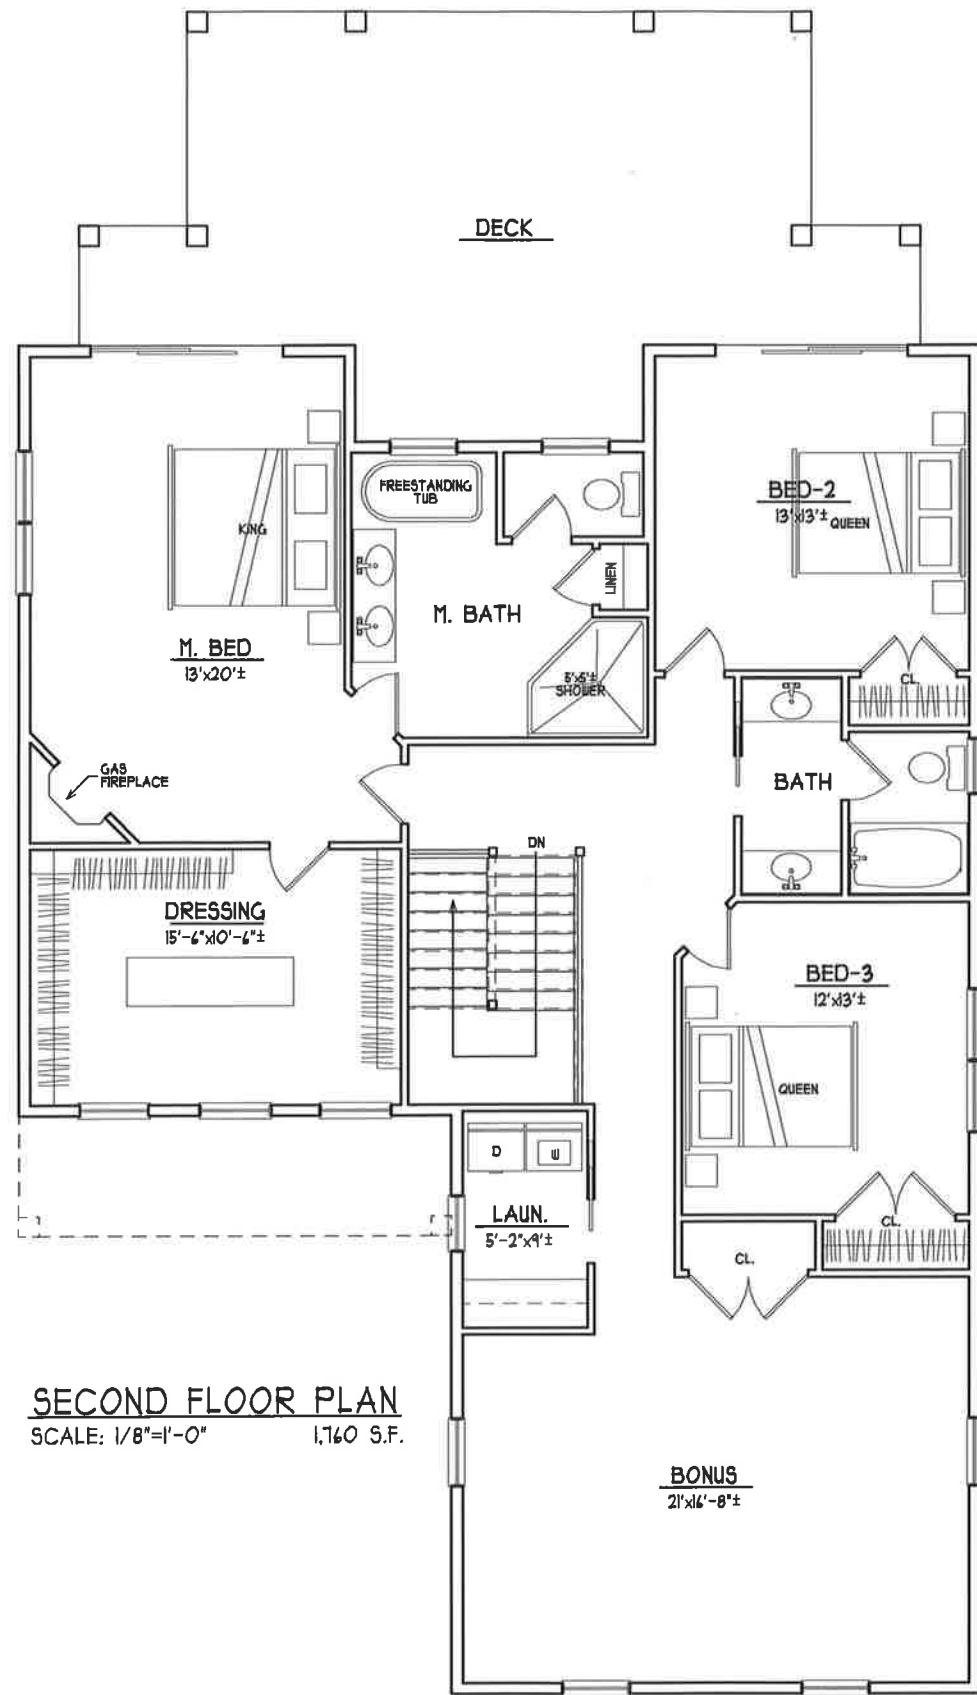 DECK
FREESTANDING
TUB
BED-2
13'x13'±
QUEEN
KING
LINEN
M. BATH
M. BED
13'x20'±
5'x5'±
SHOWER
CL.
GAS
FIREPLACE
BATH
DN
DRESSING
15'-6"x10'-6"±
BED-3
12'x13'±
QUEEN
D
W
LAUN.
5'-2"x9'±
CL.
CL.
SECOND FLOOR PLAN
SCALE: 1/8"=1'-0" 1,760 S.F.
BONUS
21'x16'-8"±